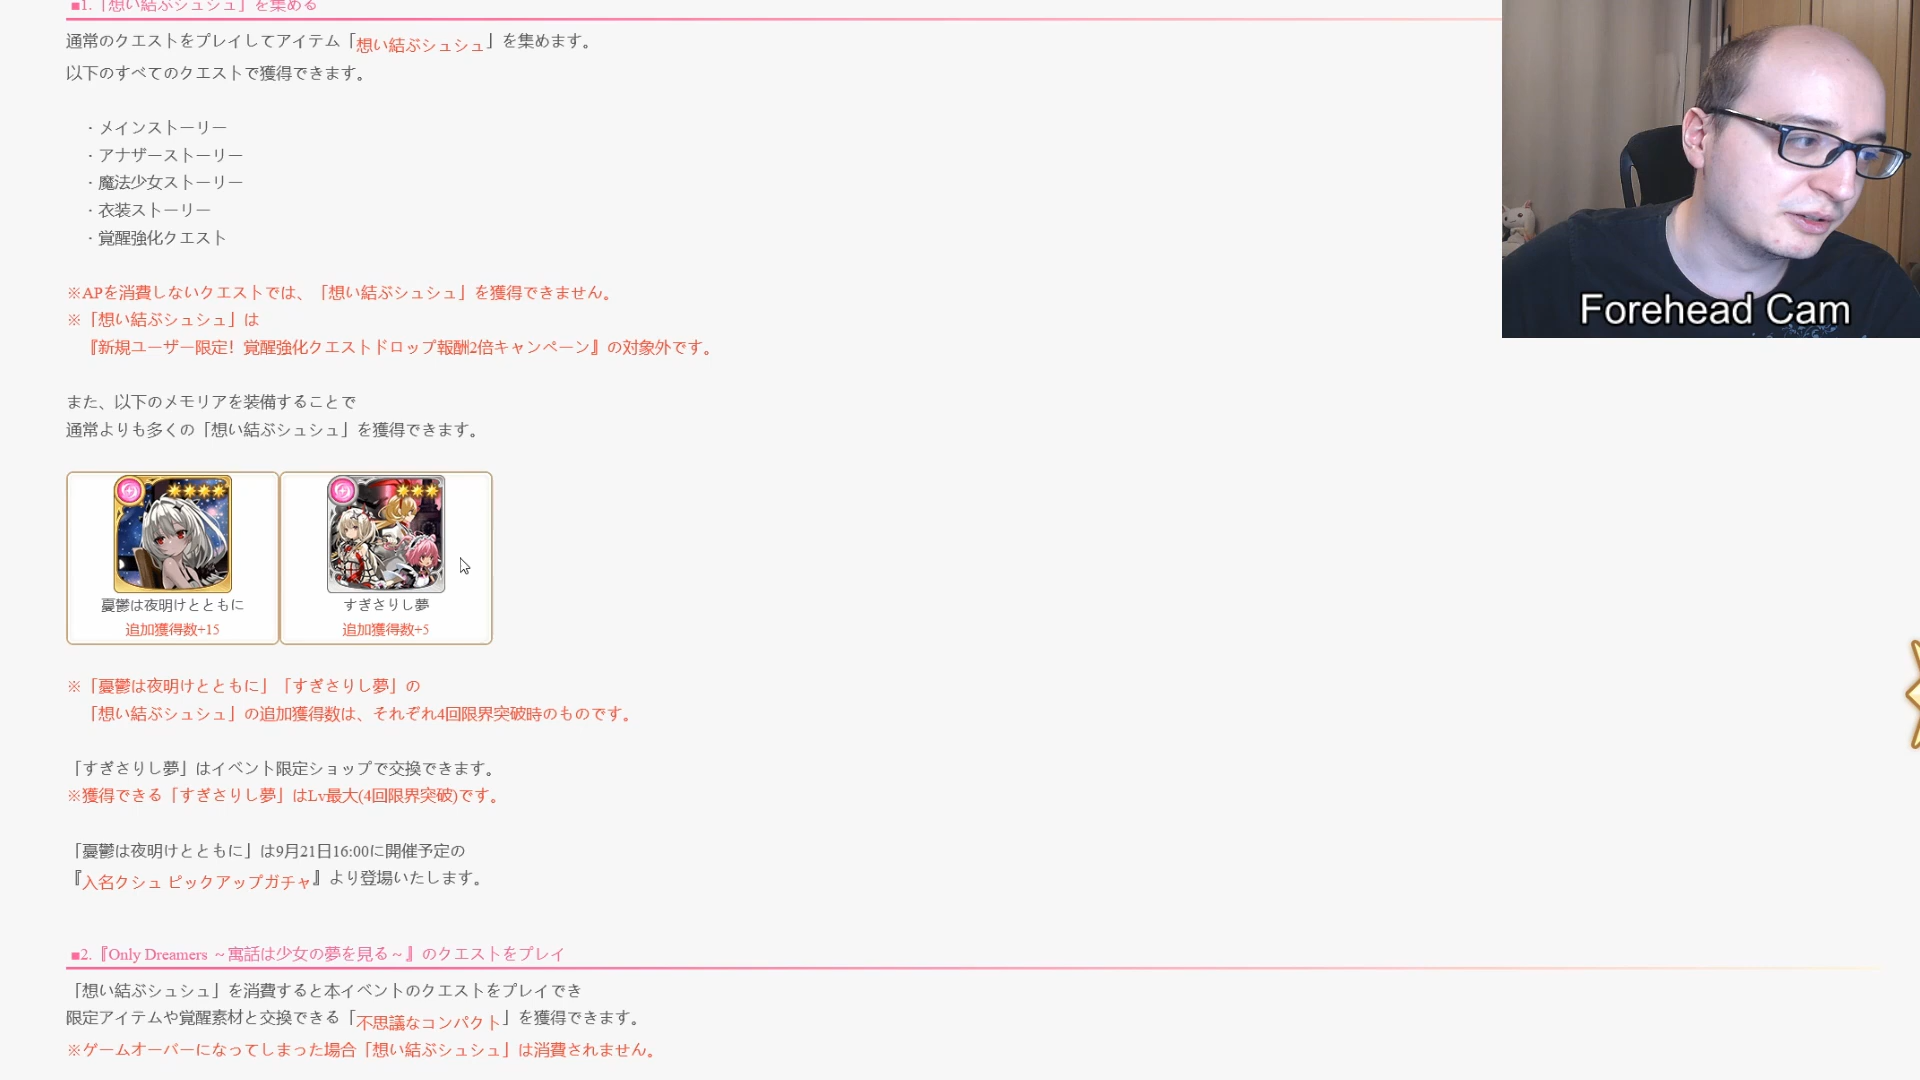 ■1.「想い結ぶシュシュ」を集める
通常のクエストをプレイしてアイテム「想い結ぶシュシュ」を集めます。
以下のすべてのクエストで獲得できます。
・メインストーリー
・アナザーストーリー
・魔法少女ストーリー
・衣装ストーリー
・覚醒強化クエスト
※APを消費しないクエストでは、「想い結ぶシュシュ」を獲得できません。
※「想い結ぶシュシュ」は
『新規ユーザー限定！覚醒強化クエストドロップ報酬2倍キャンペーン』の対象外です。
また、以下のメモリアを装備することで
通常よりも多くの「想い結ぶシュシュ」を獲得できます。
憂鬱は夜明けとともに
追加獲得数+15
すぎさりし夢
追加獲得数+5
※「憂鬱は夜明けとともに」「すぎさりし夢」の
「想い結ぶシュシュ」の追加獲得数は、それぞれ4回限界突破時のものです。
「すぎさりし夢」はイベント限定ショップで交換できます。
※獲得できる「すぎさりし夢」はLv最大(4回限界突破)です。
「憂鬱は夜明けとともに」は9月21日16:00に開催予定の
『入名クシュ ピックアップガチャ』より登場いたします。
■2.『Only Dreamers ～寓話は少女の夢を見る～』のクエストをプレイ
「想い結ぶシュシュ」を消費すると本イベントのクエストをプレイでき
限定アイテムや覚醒素材と交換できる「不思議なコンパクト」を獲得できます。
※ゲームオーバーになってしまった場合「想い結ぶシュシュ」は消費されません。
Forehead Cam